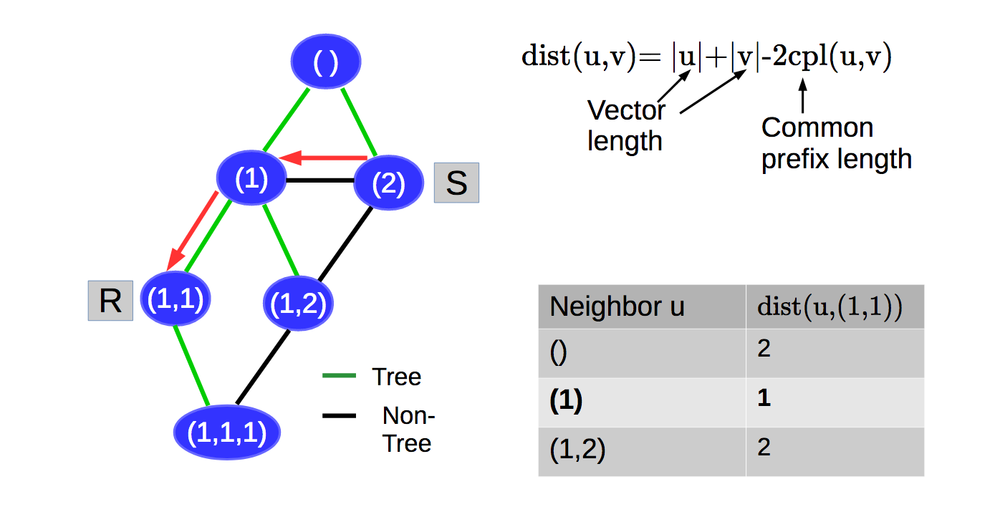 ( )
dist(u,v)= |u|+|v|-2cpl(u,v)
Vector
length
Common
prefix length
(1)
(2)
S
R
(1,1)
(1,2)
(1,1,1)
Tree
Non-
Tree
Neighbor u dist(u,(1,1))
() 2
(1) 1
(1,2) 2